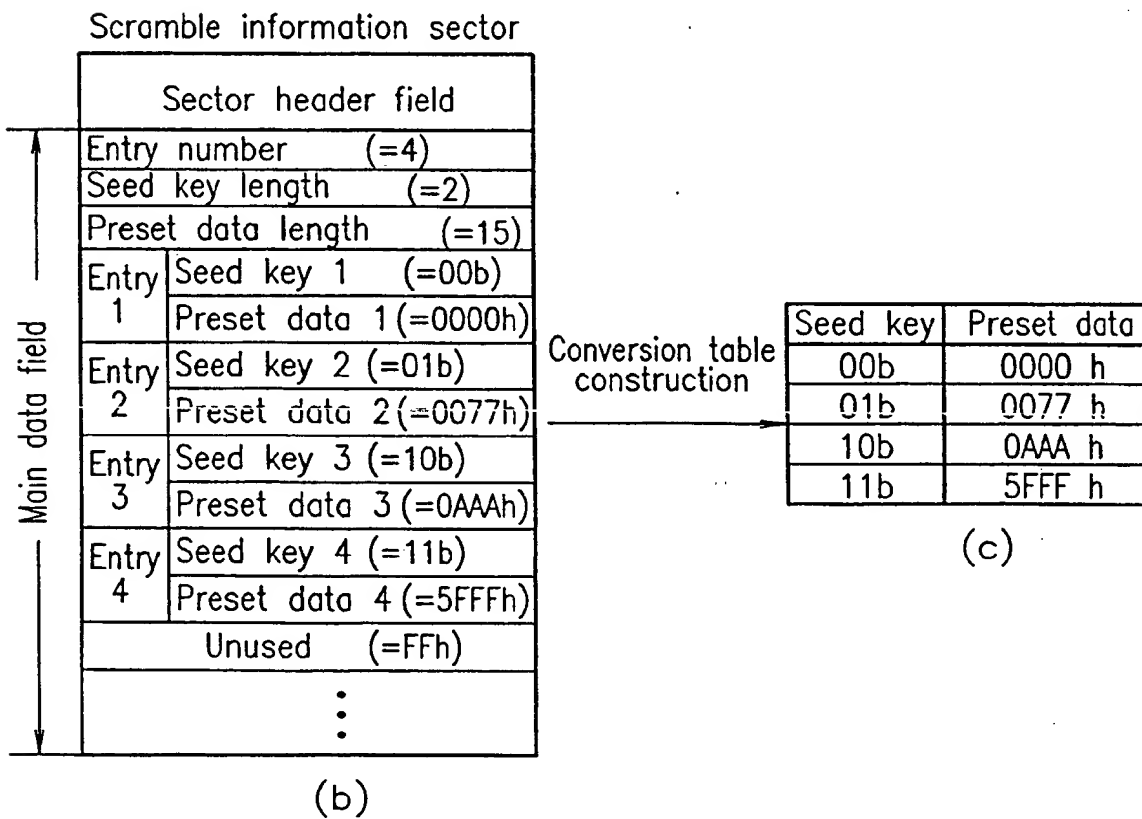 Scramble information sector
Sector header field
Main data field
Entry number (=4)
Seed key length (=2)
Preset data length (=15)
Entry 1
Seed key 1 (=00b)
Preset data 1 (=0000h)
Entry 2
Seed key 2 (=01b)
Preset data 2 (=0077h)
Entry 3
Seed key 3 (=10b)
Preset data 3 (=0AAAh)
Entry 4
Seed key 4 (=11b)
Preset data 4 (=5FFFh)
Unused (=FFh)
(b)
Conversion table
construction
Seed key Preset data
00b 0000 h
01b 0077 h
10b 0AAA h
11b 5FFF h
(c)